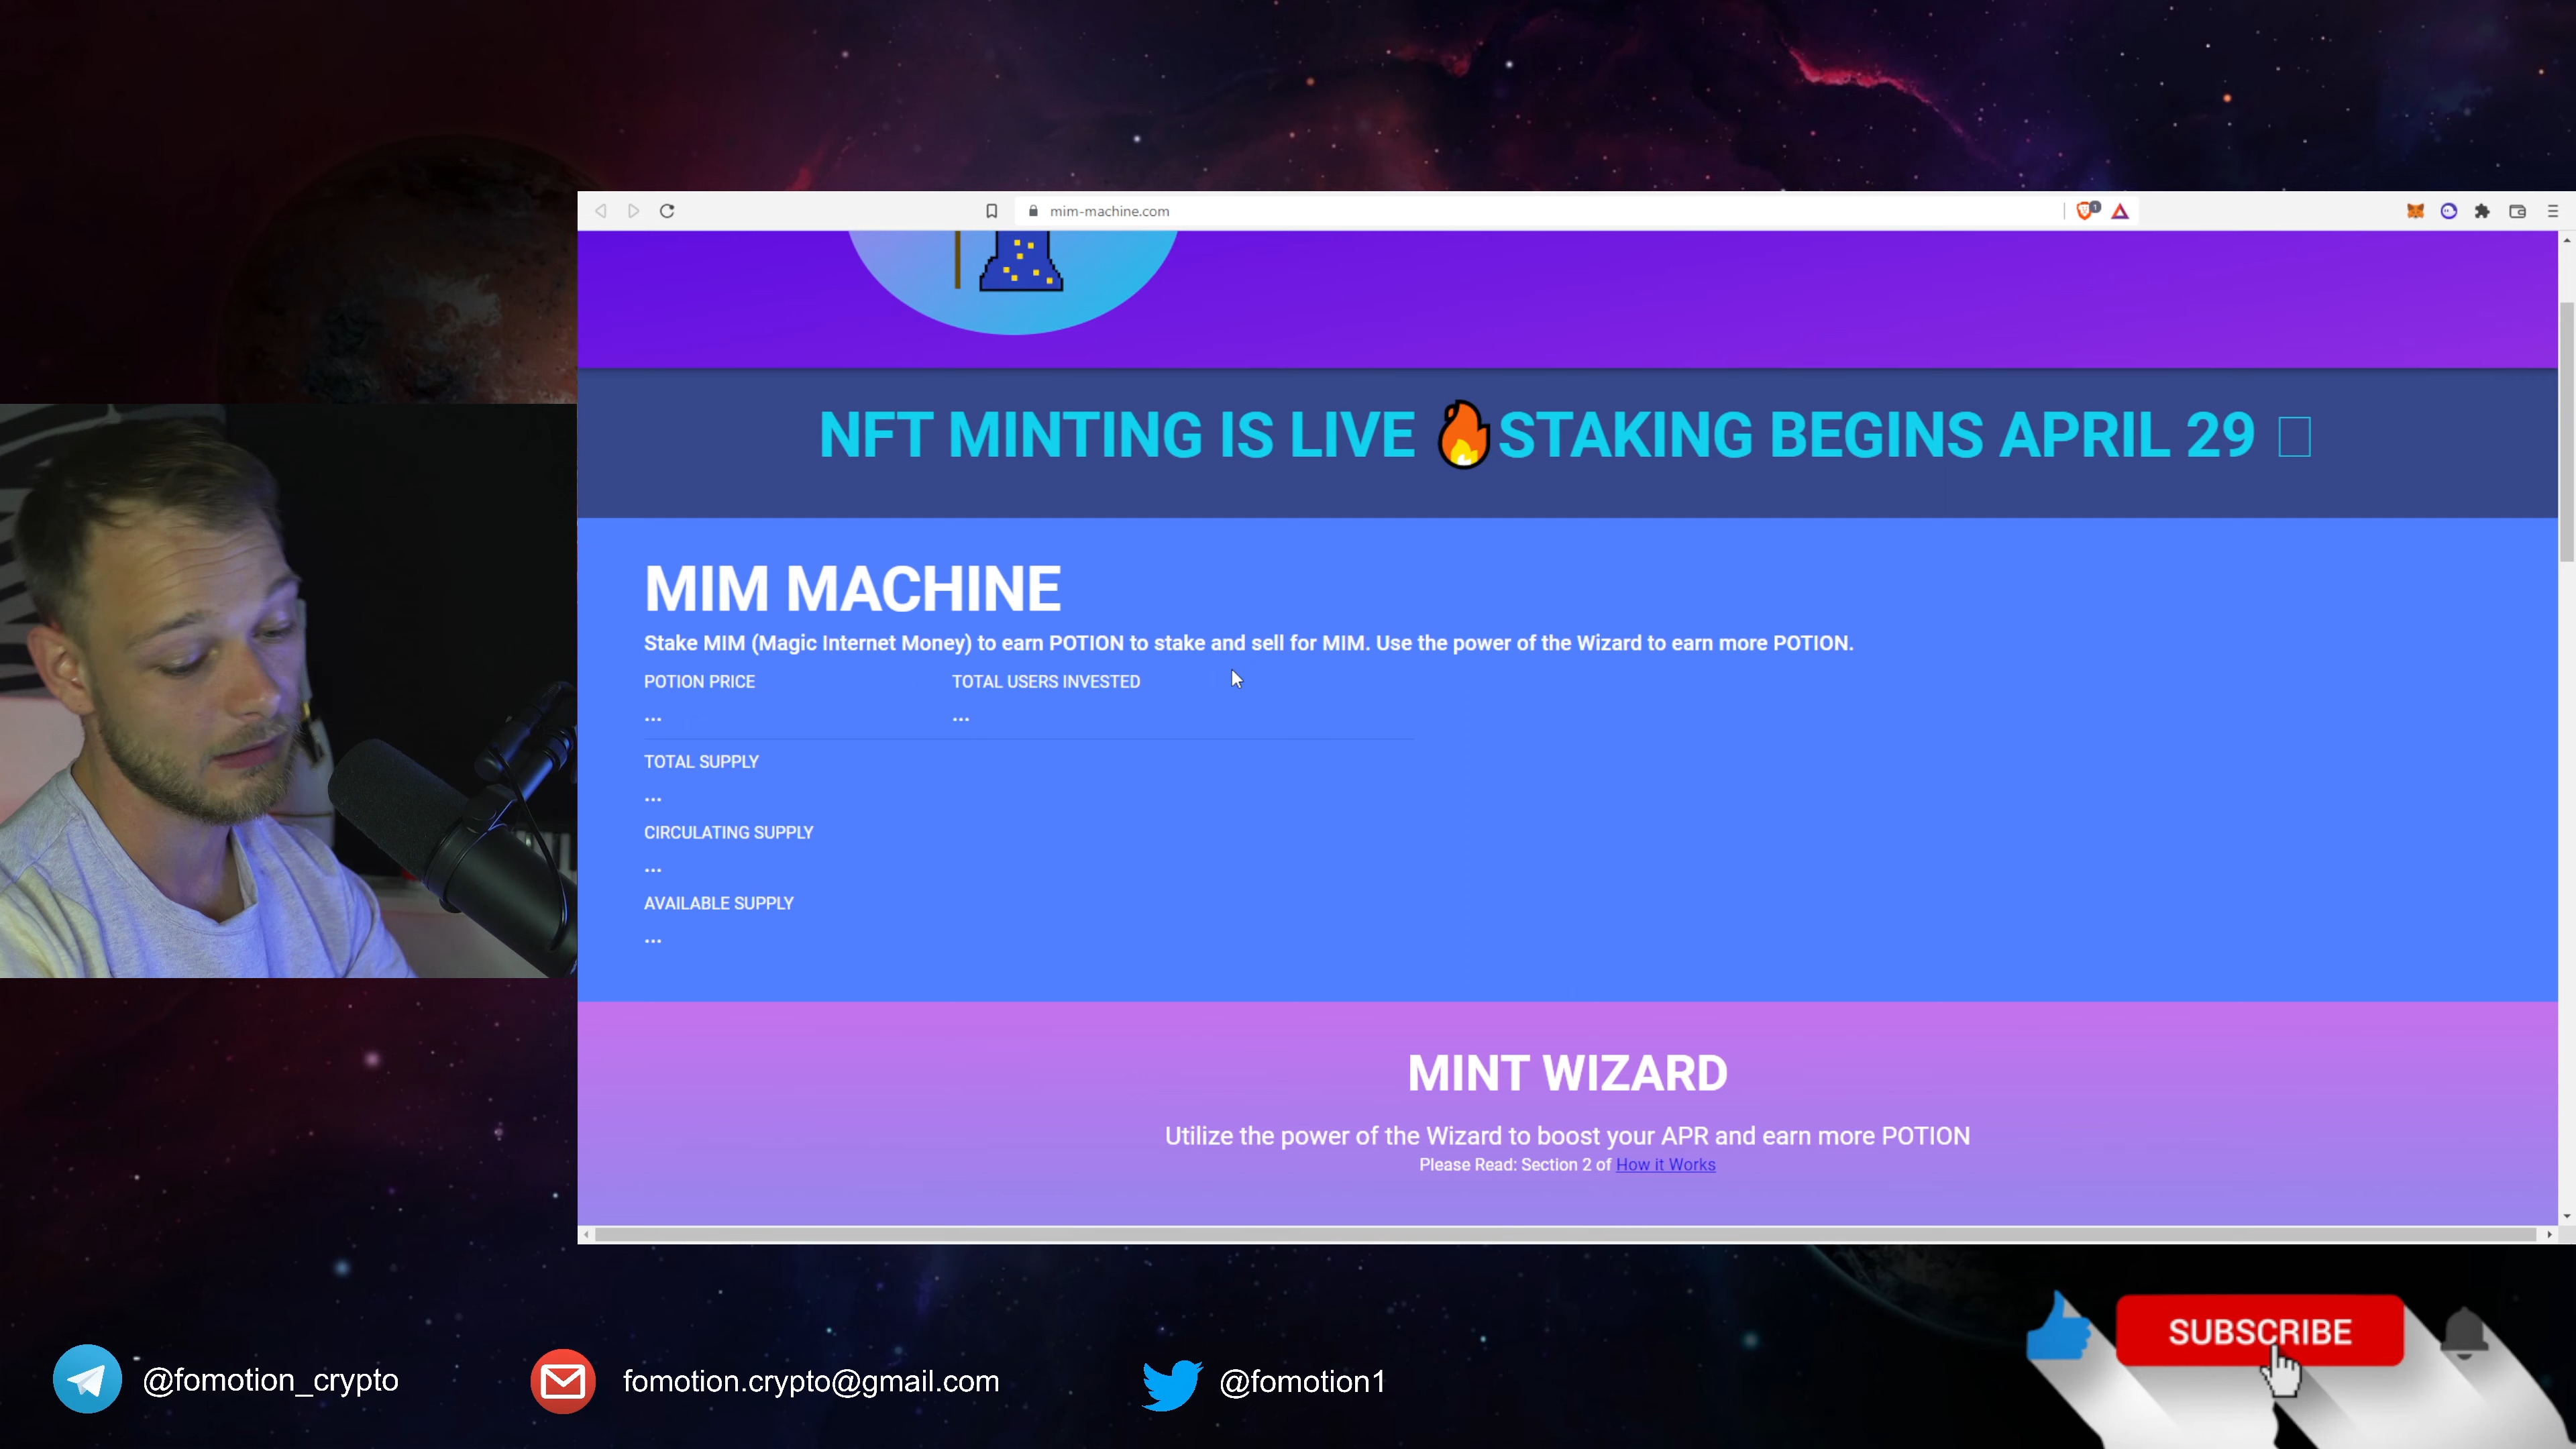 mim-machine.com
1
NFT MINTING IS LIVE 🔥STAKING BEGINS APRIL 29
MIM MACHINE
Stake MIM (Magic Internet Money) to earn POTION to stake and sell for MIM. Use the power of the Wizard to earn more POTION.
POTION PRICE
TOTAL USERS INVESTED
...
...
TOTAL SUPPLY
...
CIRCULATING SUPPLY
...
AVAILABLE SUPPLY
...
MINT WIZARD
Utilize the power of the Wizard to boost your APR and earn more POTION
Please Read: Section 2 of How it Works
@fomotion_crypto
fomotion.crypto@gmail.com
@fomotion1
SUBSCRIBE